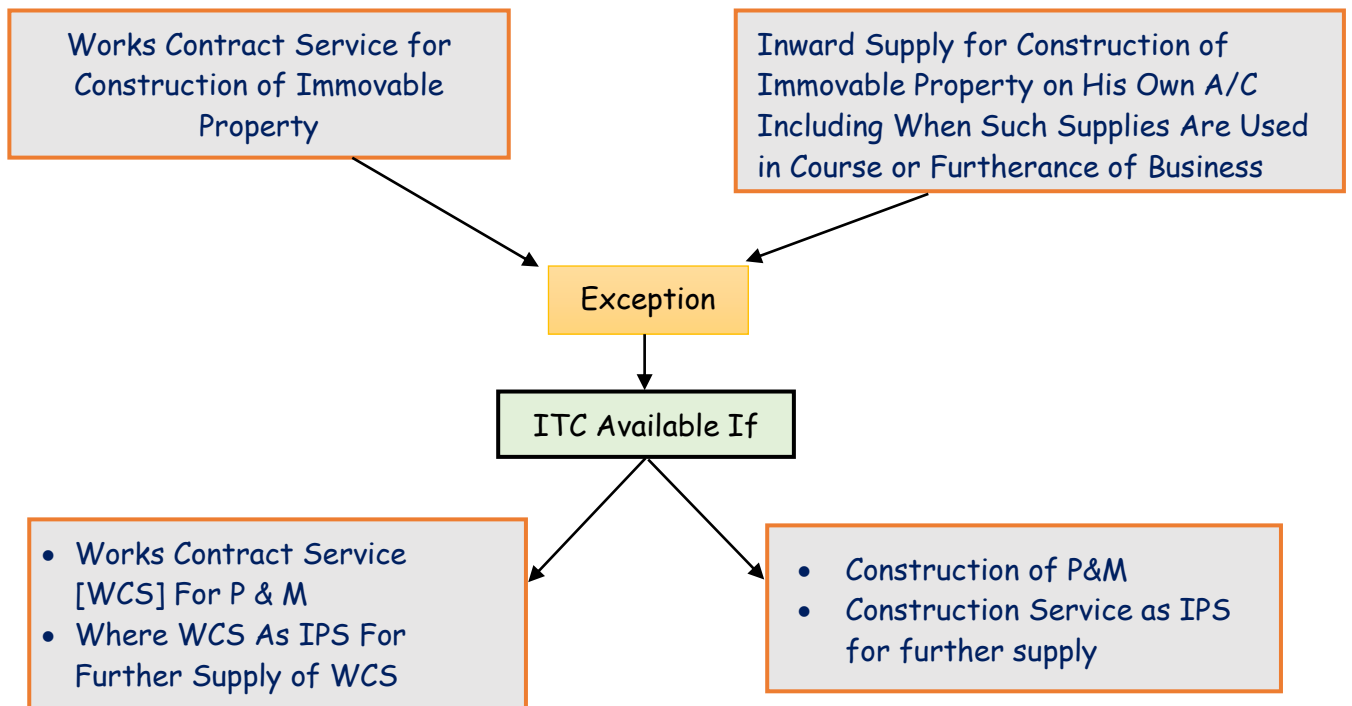 Works Contract Service for
Construction of Immovable
Property
Inward Supply for Construction of
Immovable Property on His Own A/C
Including When Such Supplies Are Used
in Course or Furtherance of Business
Exception
ITC Available If
• Works Contract Service
[WCS] For P & M
• Where WCS As IPS For
Further Supply of WCS
• Construction of P&M
• Construction Service as IPS
for further supply